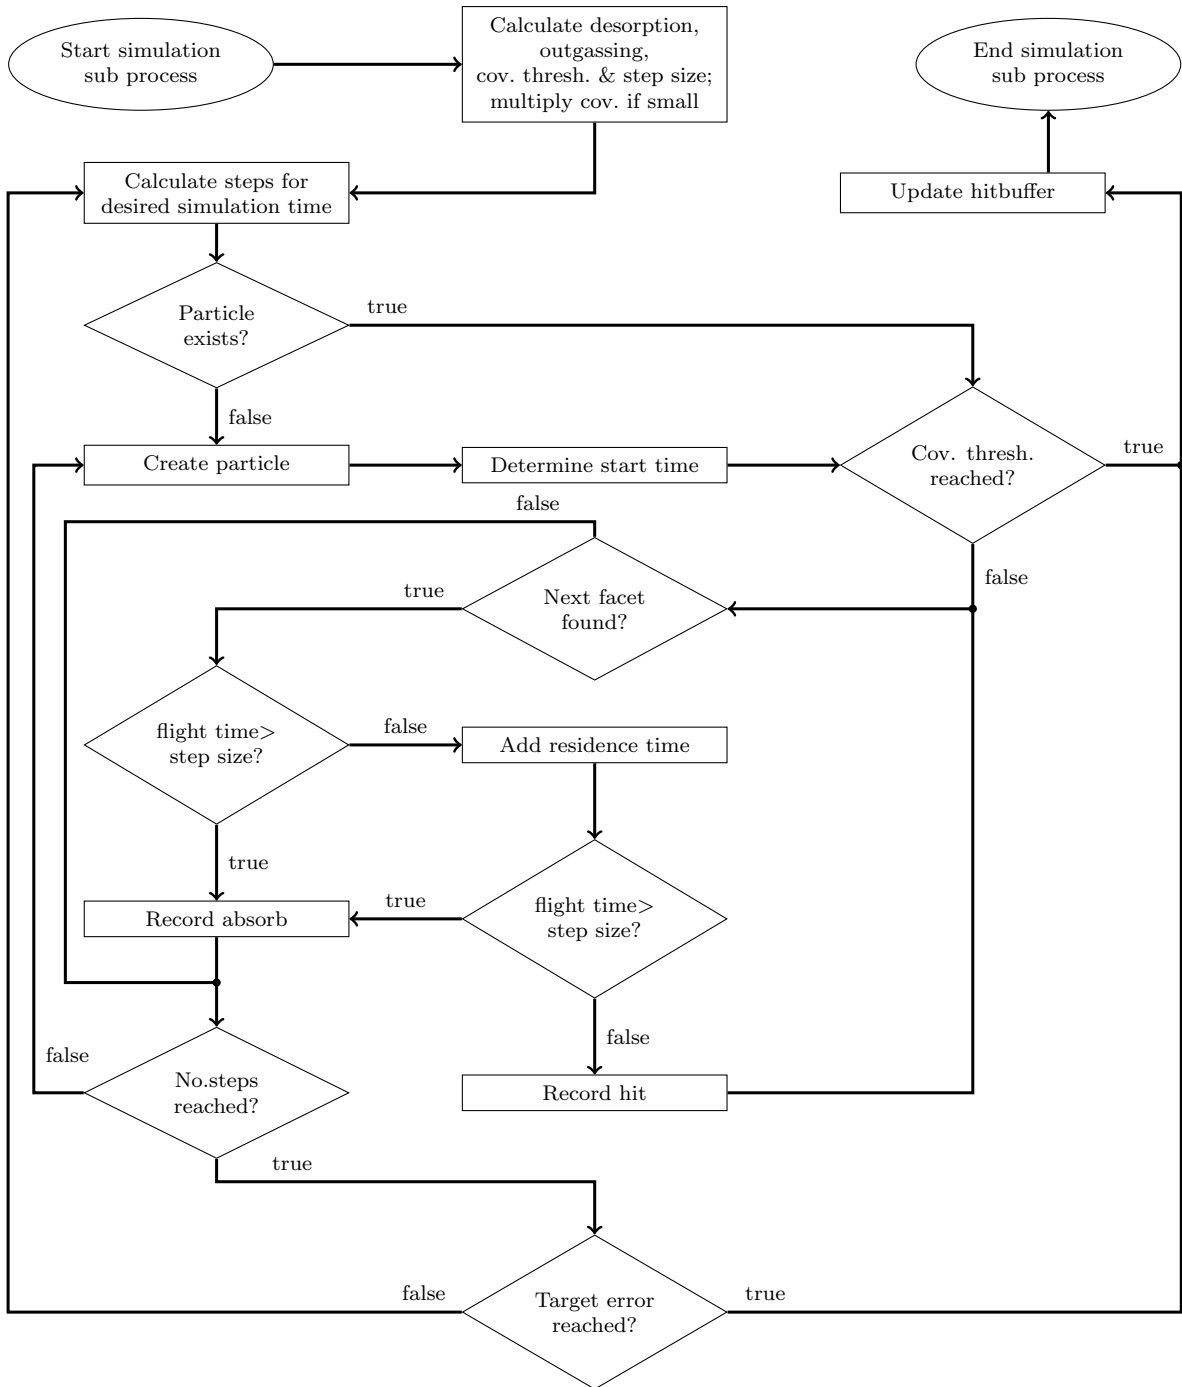 Start simulation
sub process
Calculate desorption,
outgassing,
cov. thresh. & step size;
multiply cov. if small
End simulation
sub process
Calculate steps for
desired simulation time
Update hitbuffer
Particle
exists?
true
false
Create particle
Determine start time
Cov. thresh.
reached?
true
false
false
Next facet
found?
true
flight time>
step size?
false
Add residence time
true
Record absorb
true
flight time>
step size?
false
Record hit
false
No.steps
reached?
true
false
Target error
reached?
true